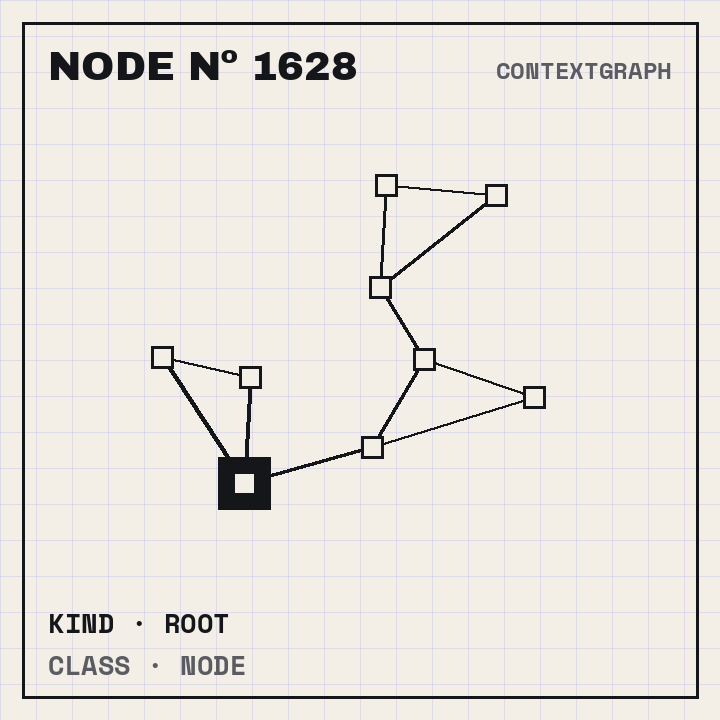 NODE Nº 1628
CONTEXTGRAPH
KIND · ROOT
CLASS · NODE